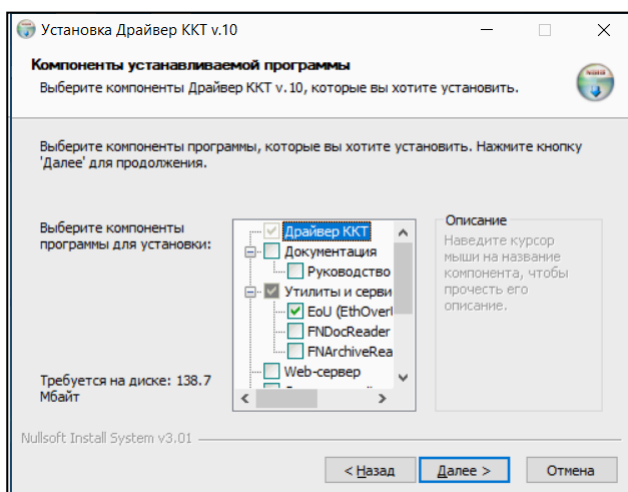 Установка Драйвер ККТ v.10
Компоненты устанавливаемой программы
Выберите компоненты Драйвер ККТ v.10, которые вы хотите установить.
Выберите компоненты программы, которые вы хотите установить. Нажмите кнопку
'Далее' для продолжения.
Выберите компоненты
программы для установки:
Драйвер ККТ
Документация
Руководство
Утилиты и серви
EoU (EthOverl
FNDocReader
FNArchiveRea
Web-сервер
Описание
Наведите курсор
мыши на название
компонента, чтобы
прочесть его
описание.
Требуется на диске: 138.7
Мбайт
Nullsoft Install System v3.01
< Назад
Далее >
Отмена